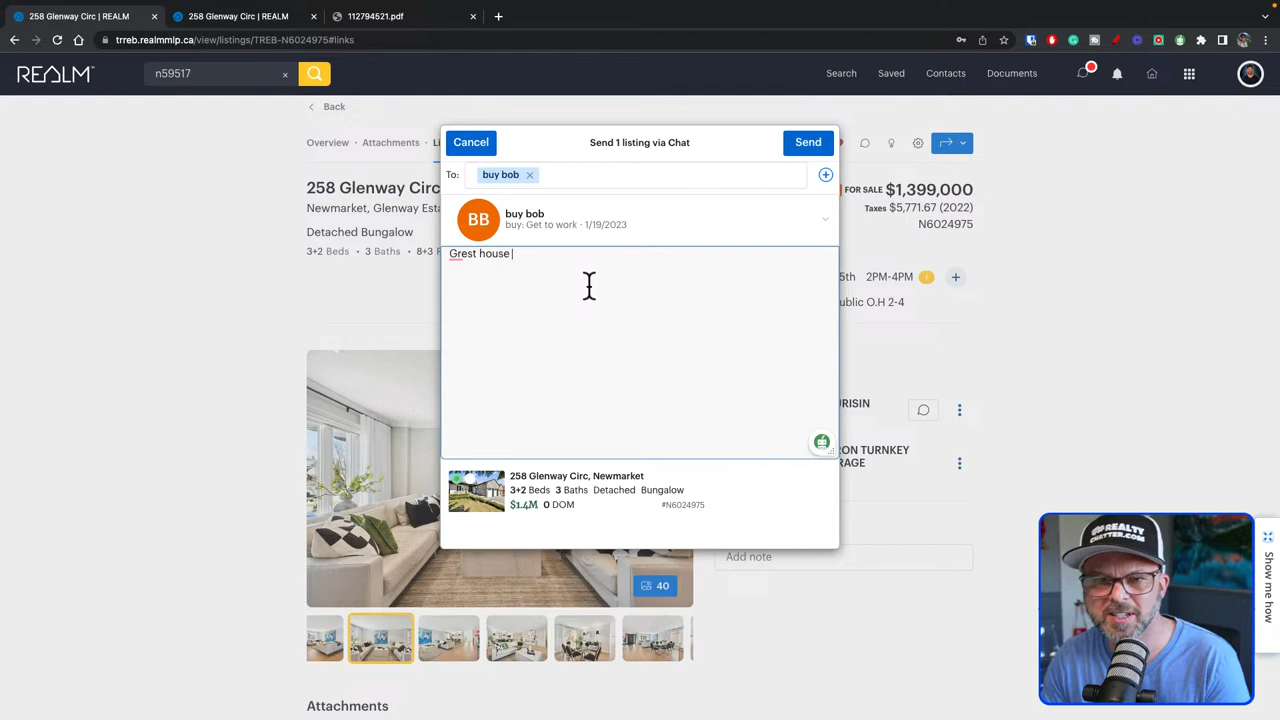 258 Glenway Circ | REALM
258 Glenway Circ | REALM
112794521.pdf
trreb.realmmlp.ca/view/listings/TREB-N6024975#links
REALM
n59517
Search
Saved
Contacts
Documents
Back
Overview
Attachments
Li
258 Glenway Circ
Newmarket, Glenway Esta
Detached Bungalow
3+2 Beds • 3 Baths • 8+3
FOR SALE $1,399,000
Taxes $5,771.67 (2022)
N6024975
5th 2PM-4PM
ublic O.H 2-4
Cancel
Send 1 listing via Chat
Send
To: buy bob
BB
buy bob
buy: Get to work · 1/19/2023
Grest house
258 Glenway Circ, Newmarket
3+2 Beds 3 Baths Detached Bungalow
$1.4M 0 DOM #N6024975
URISIN
RON TURNKEY
RAGE
Add note
40
Attachments
Show me how
REALTY
CHATTER.COM